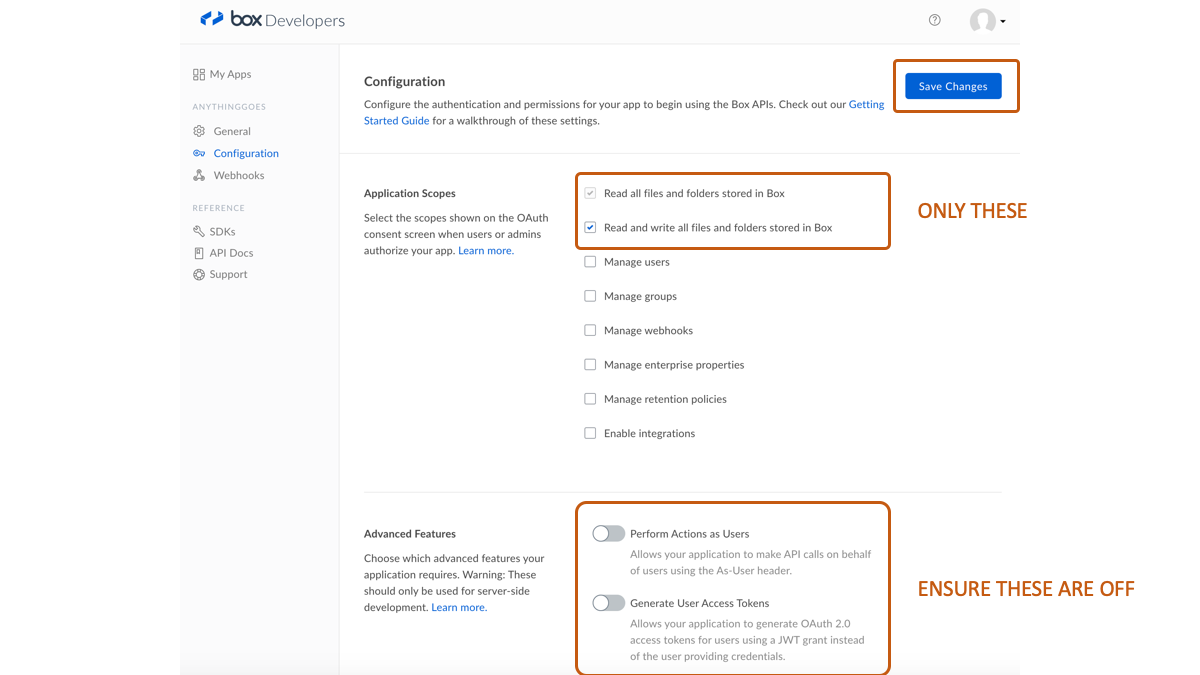 box Developers
My Apps
ANYTHINGGOES
General
Configuration
Webhooks
REFERENCE
SDKs
API Docs
Support
Configuration
Configure the authentication and permissions for your app to begin using the Box APIs. Check out our Getting
Started Guide for a walkthrough of these settings.
Save Changes
Application Scopes
Select the scopes shown on the OAuth
consent screen when users or admins
authorize your app. Learn more.
Read all files and folders stored in Box
Read and write all files and folders stored in Box
Manage users
Manage groups
Manage webhooks
Manage enterprise properties
Manage retention policies
Enable integrations
ONLY THESE
Advanced Features
Choose which advanced features your
application requires. Warning: These
should only be used for server-side
development. Learn more.
Perform Actions as Users
Allows your application to make API calls on behalf
of users using the As-User header.
Generate User Access Tokens
Allows your application to generate OAuth 2.0
access tokens for users using a JWT grant instead
of the user providing credentials.
ENSURE THESE ARE OFF